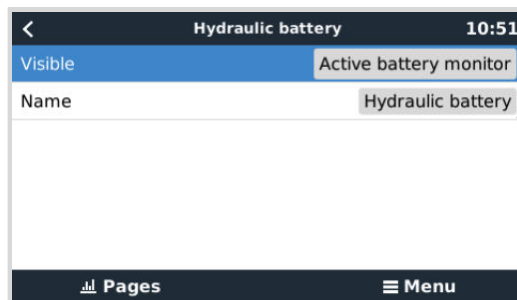 Hydraulic battery 10:51
Visible Active battery monitor
Name Hydraulic battery
Pages Menu